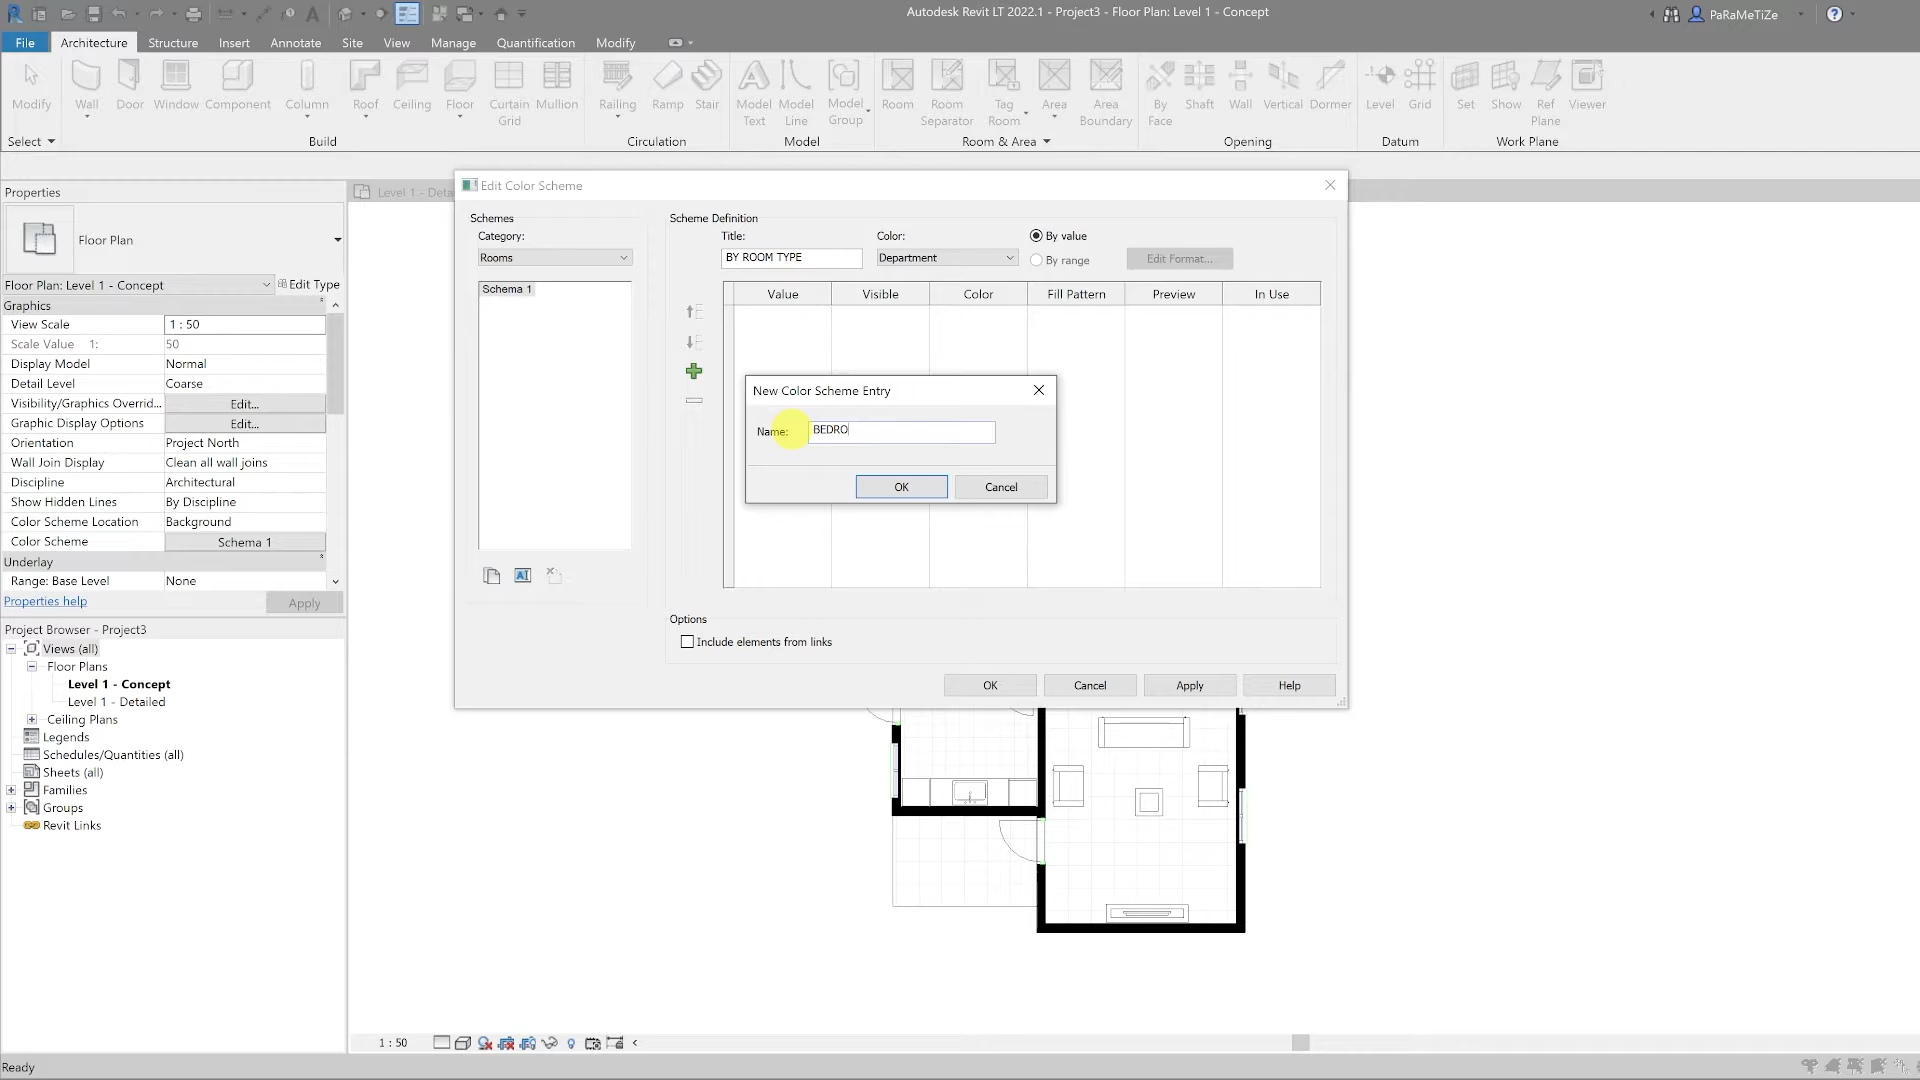 Autodesk Revit LT 2022.1 - Project3 - Floor Plan: Level 1 - Concept
PaRaMeTiZe
File Architecture Structure Insert Annotate Site View Manage Quantification Modify
Modify Wall Door Window Component Column Roof Ceiling Floor Curtain Grid Mullion Railing Ramp Stair Model Text Model Line Model Group Room Room Separator Tag Room Area Area Boundary By Face Shaft Wall Vertical Dormer Level Grid Set Show Ref Plane Viewer
Select Build Circulation Model Room & Area Opening Datum Work Plane
Properties
Level 1 - Deta
Floor Plan
Floor Plan: Level 1 - Concept Edit Type
Graphics
View Scale 1 : 50
Scale Value 1: 50
Display Model Normal
Detail Level Coarse
Visibility/Graphics Overrid... Edit...
Graphic Display Options Edit...
Orientation Project North
Wall Join Display Clean all wall joins
Discipline Architectural
Show Hidden Lines By Discipline
Color Scheme Location Background
Color Scheme Schema 1
Underlay
Range: Base Level None
Properties help Apply
Project Browser - Project3
Views (all)
Floor Plans
Level 1 - Concept
Level 1 - Detailed
Ceiling Plans
Legends
Schedules/Quantities (all)
Sheets (all)
Families
Groups
Revit Links
Edit Color Scheme
Schemes
Category:
Rooms
Schema 1
Scheme Definition
Title: Color: By value
BY ROOM TYPE Department By range Edit Format...
Value Visible Color Fill Pattern Preview In Use
New Color Scheme Entry
Name: BEDRO
OK Cancel
Options
Include elements from links
OK Cancel Apply Help
1 : 50
Ready